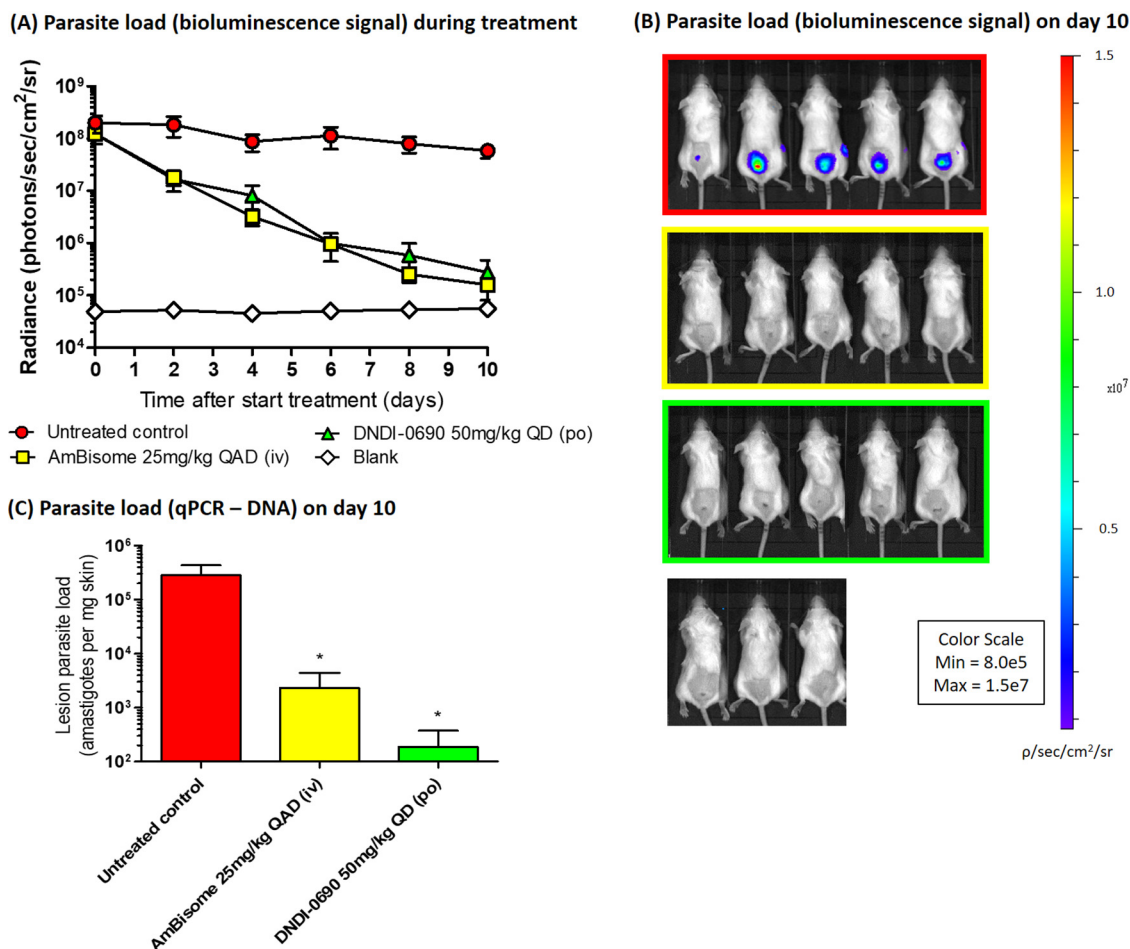 (A) Parasite load (bioluminescence signal) during treatment
Radiance (photons/sec/cm²/sr)
10⁹
10⁸
10⁷
10⁶
10⁵
10⁴
0 1 2 3 4 5 6 7 8 9 10
Time after start treatment (days)
Untreated control
AmBisome 25mg/kg QAD (iv)
DNDI-0690 50mg/kg QD (po)
Blank
(B) Parasite load (bioluminescence signal) on day 10
1.5
1.0
x10⁷
0.5
ρ/sec/cm²/sr
Color Scale
Min = 8.0e5
Max = 1.5e7
(C) Parasite load (qPCR – DNA) on day 10
Lesion parasite load
(amastigotes per mg skin)
10⁶
10⁵
10⁴
10³
10²
*
*
Untreated control
AmBisome 25mg/kg QAD (iv)
DNDI-0690 50mg/kg QD (po)